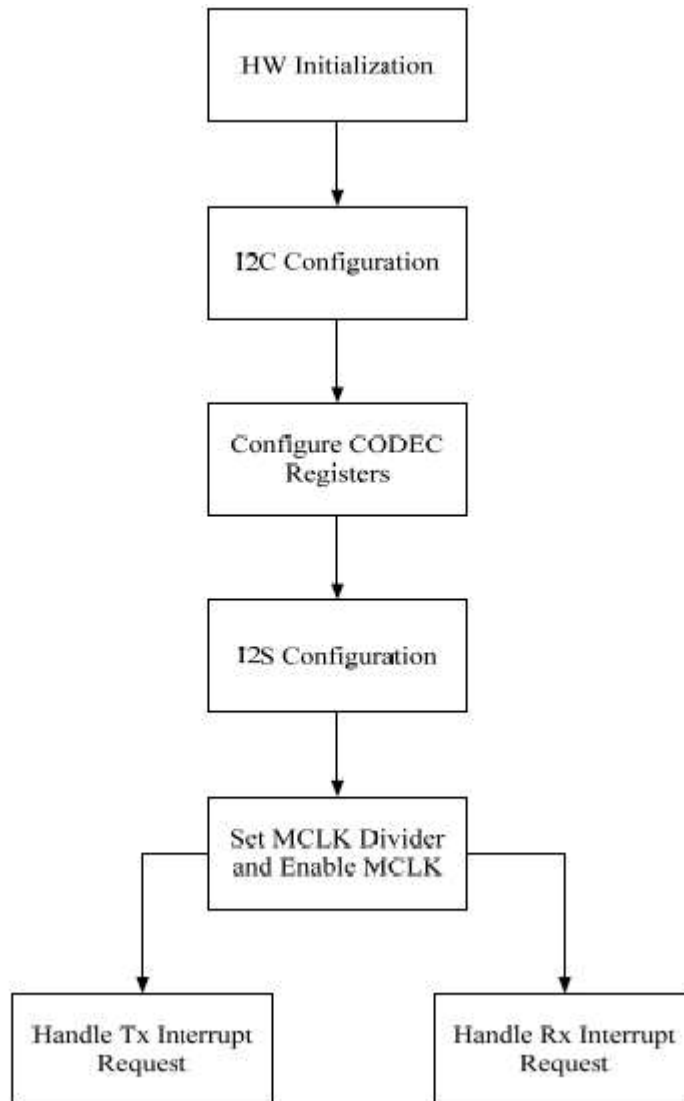 HW Initialization
I2C Configuration
Configure CODEC
Registers
I2S Configuration
Set MCLK Divider
and Enable MCLK
Handle Tx Interrupt
Request
Handle Rx Interrupt
Request